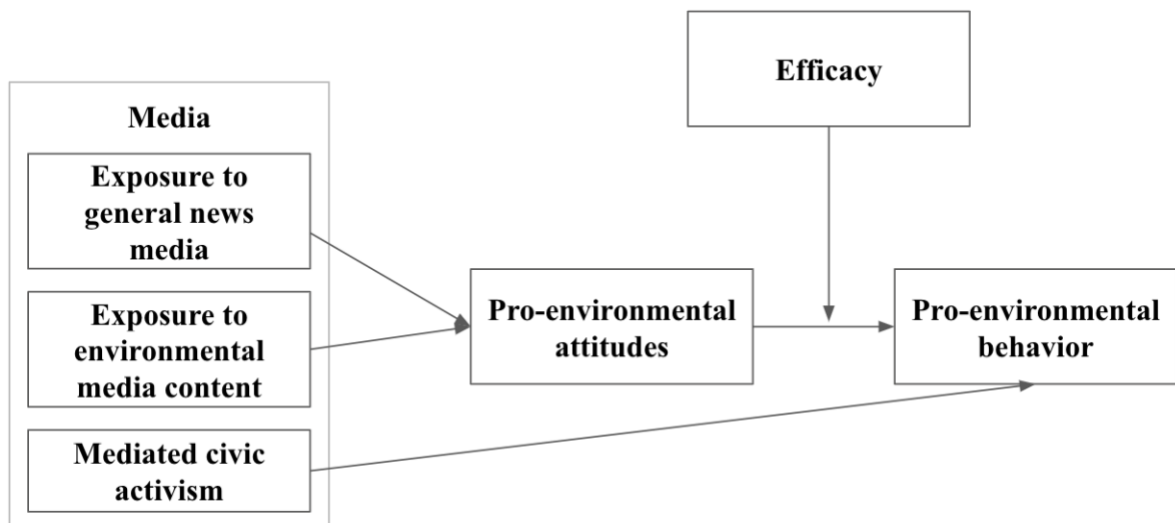 Efficacy
Media
Exposure to
general news
media
Exposure to
environmental
media content
Mediated civic
activism
Pro-environmental
attitudes
Pro-environmental
behavior